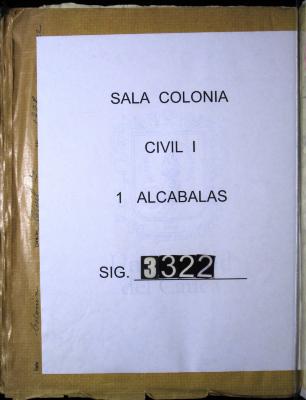 SALA COLONIA
CIVIL I
1 ALCABALAS
SIG. 3322